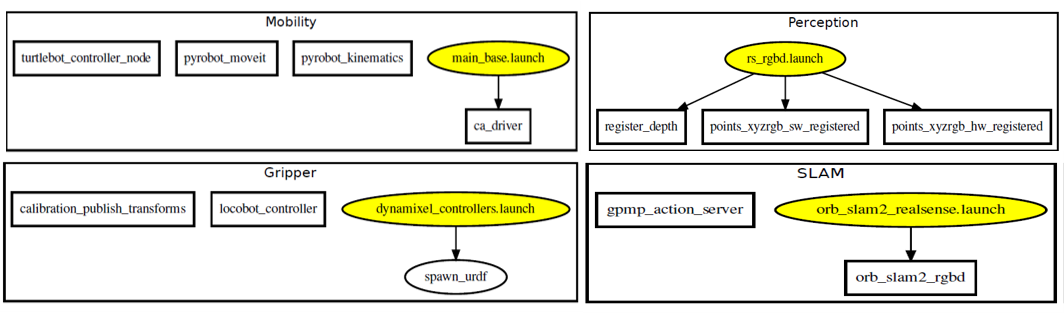 Mobility
turtlebot_controller_node
pyrobot_moveit
pyrobot_kinematics
main_base.launch
ca_driver
Perception
rs_rgbd.launch
register_depth
points_xyzrgb_sw_registered
points_xyzrgb_hw_registered
Gripper
calibration_publish_transforms
locobot_controller
dynamixel_controllers.launch
spawn_urdf
SLAM
gpmp_action_server
orb_slam2_realsense.launch
orb_slam2_rgbd